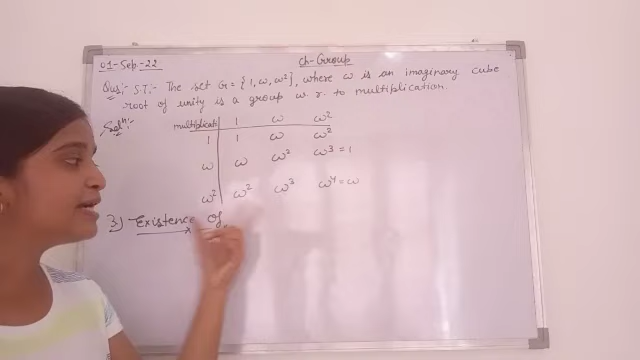 01-Sep-22
ch-Group
Qus:- S.T:- The set G = {1, ω, ω²}, where ω is an imaginary cube
root of unity is a group w.r. to multiplication.
Solⁿ:-
multiplicati 1 ω ω²
1 1 ω ω²
ω ω ω² ω³ = 1
ω² ω² ω³ ω⁴ = ω
3) Existence of